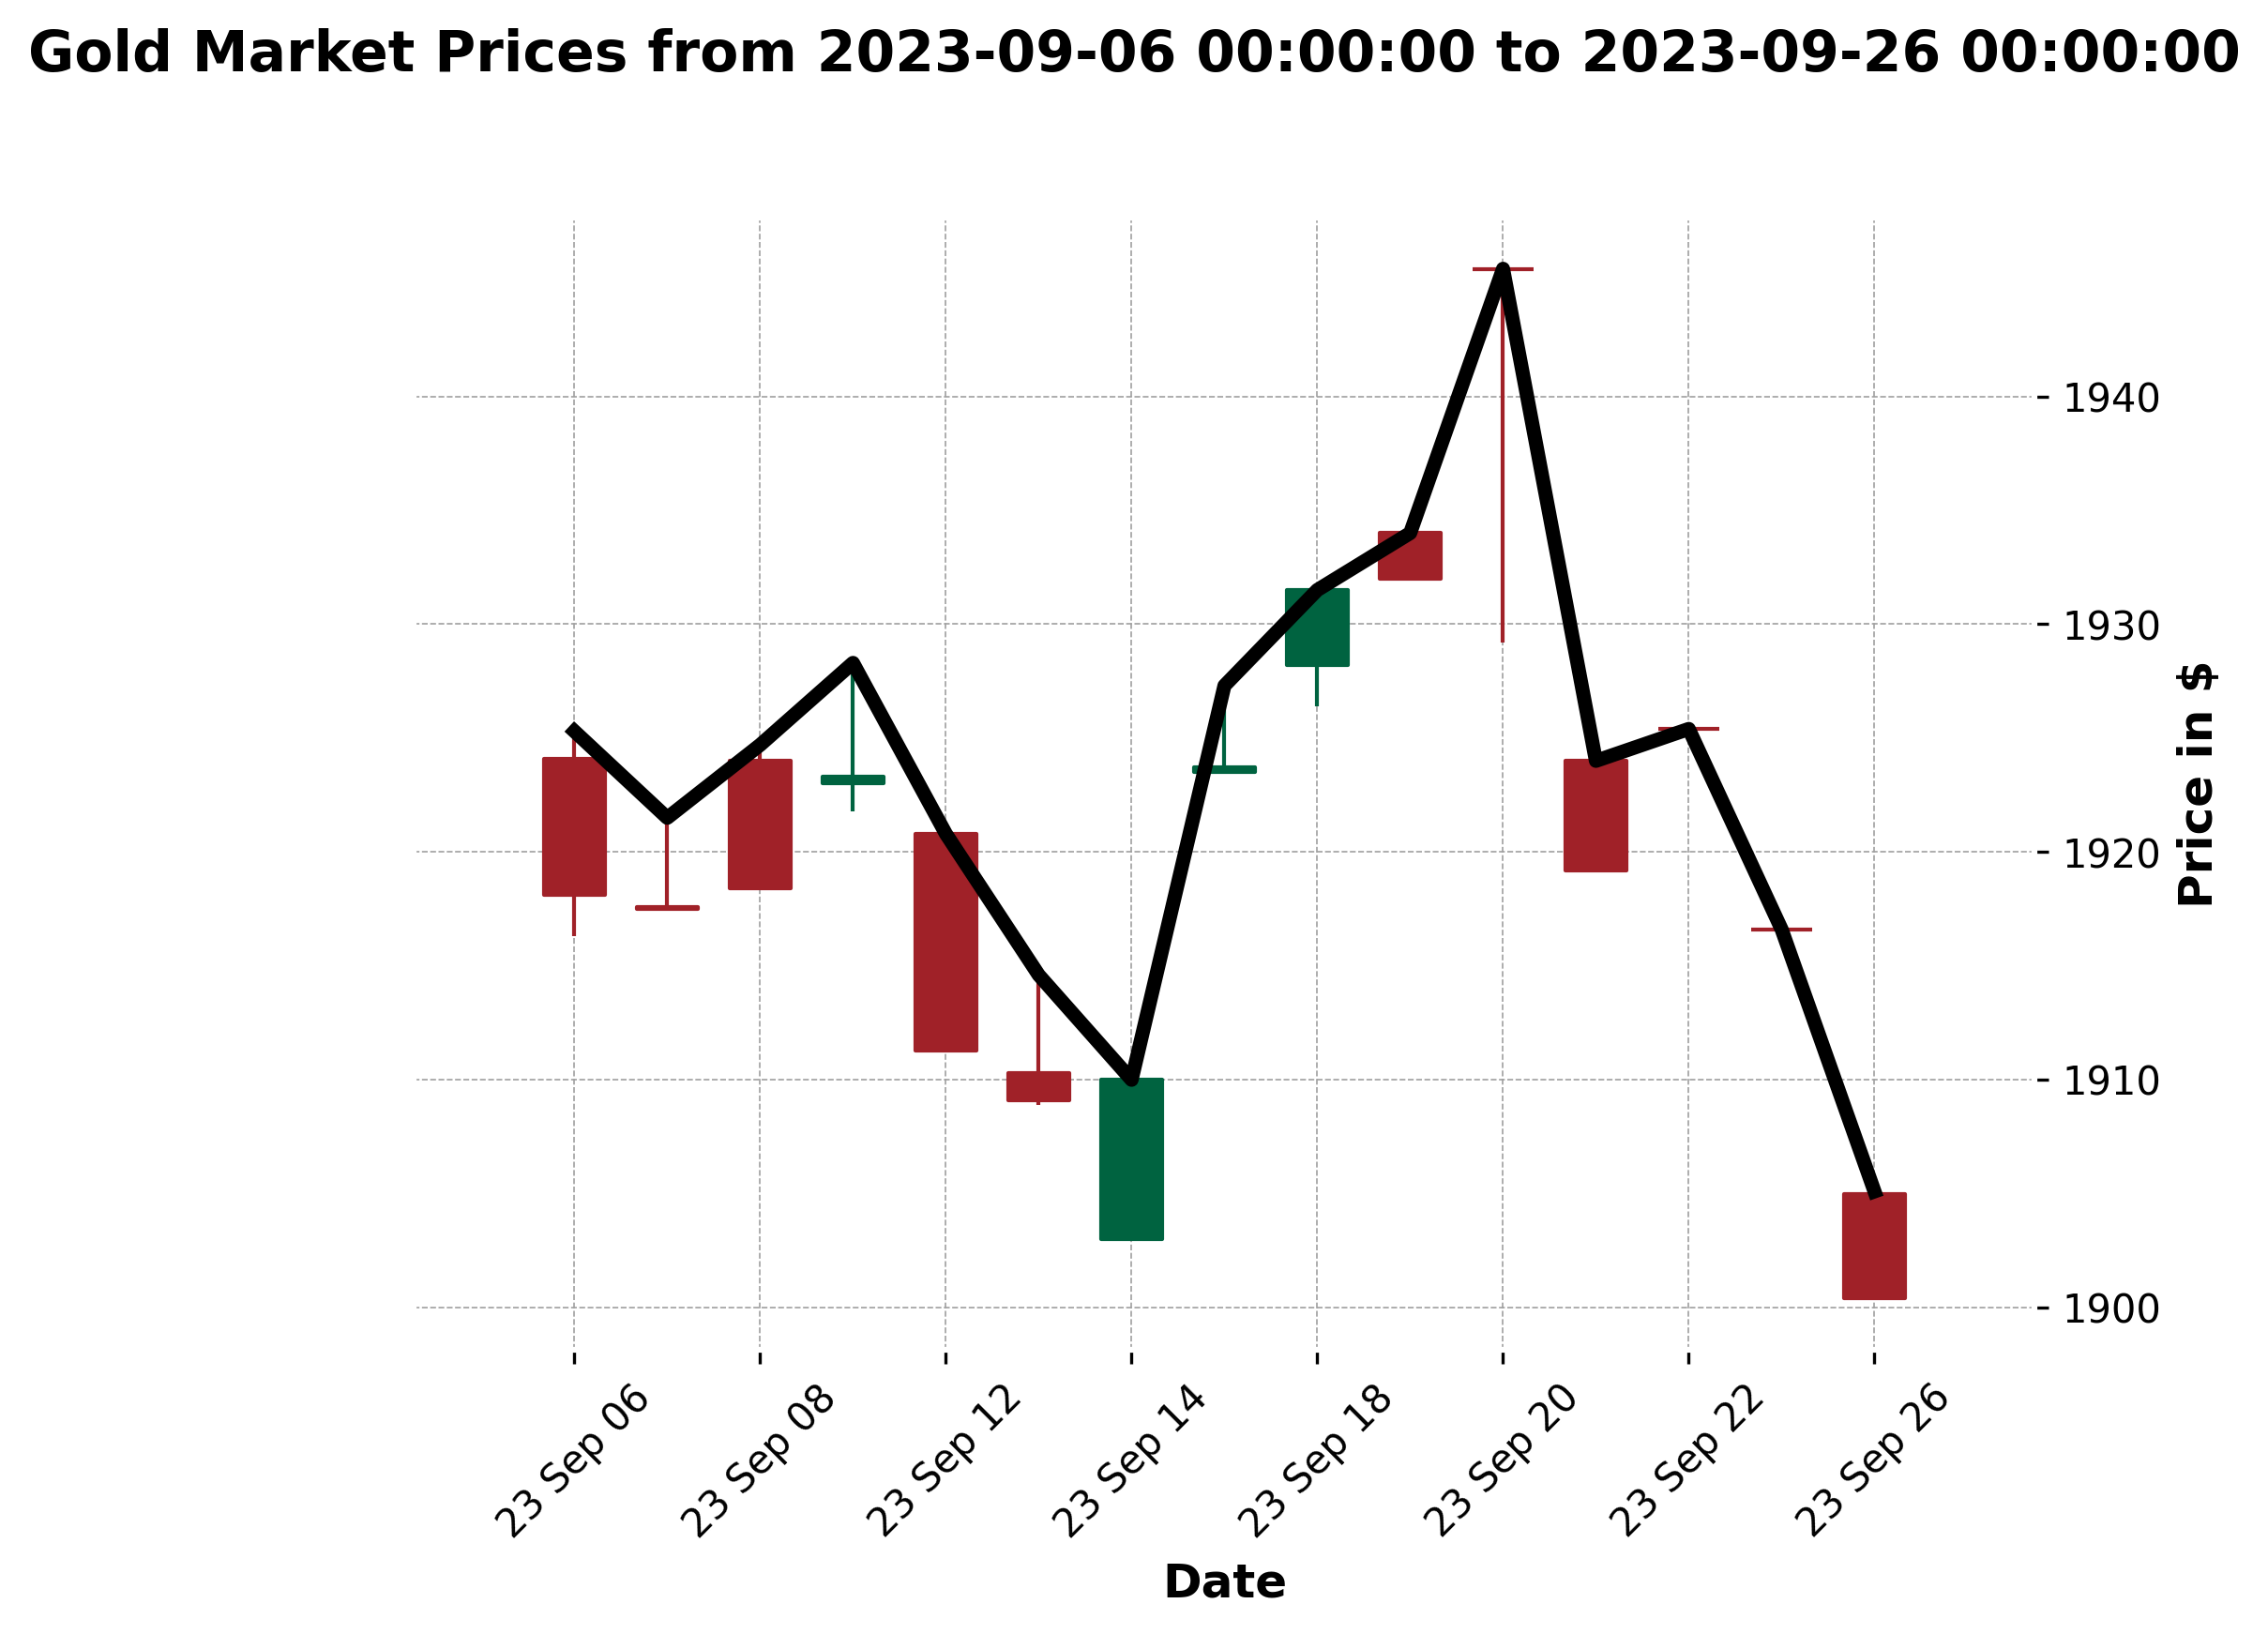 Gold Market Prices from 2023-09-06 00:00:00 to 2023-09-26 00:00:00
1940
1930
1920
1910
1900
Price in $
23 Sep 06
23 Sep 08
23 Sep 12
23 Sep 14
23 Sep 18
23 Sep 20
23 Sep 22
23 Sep 26
Date